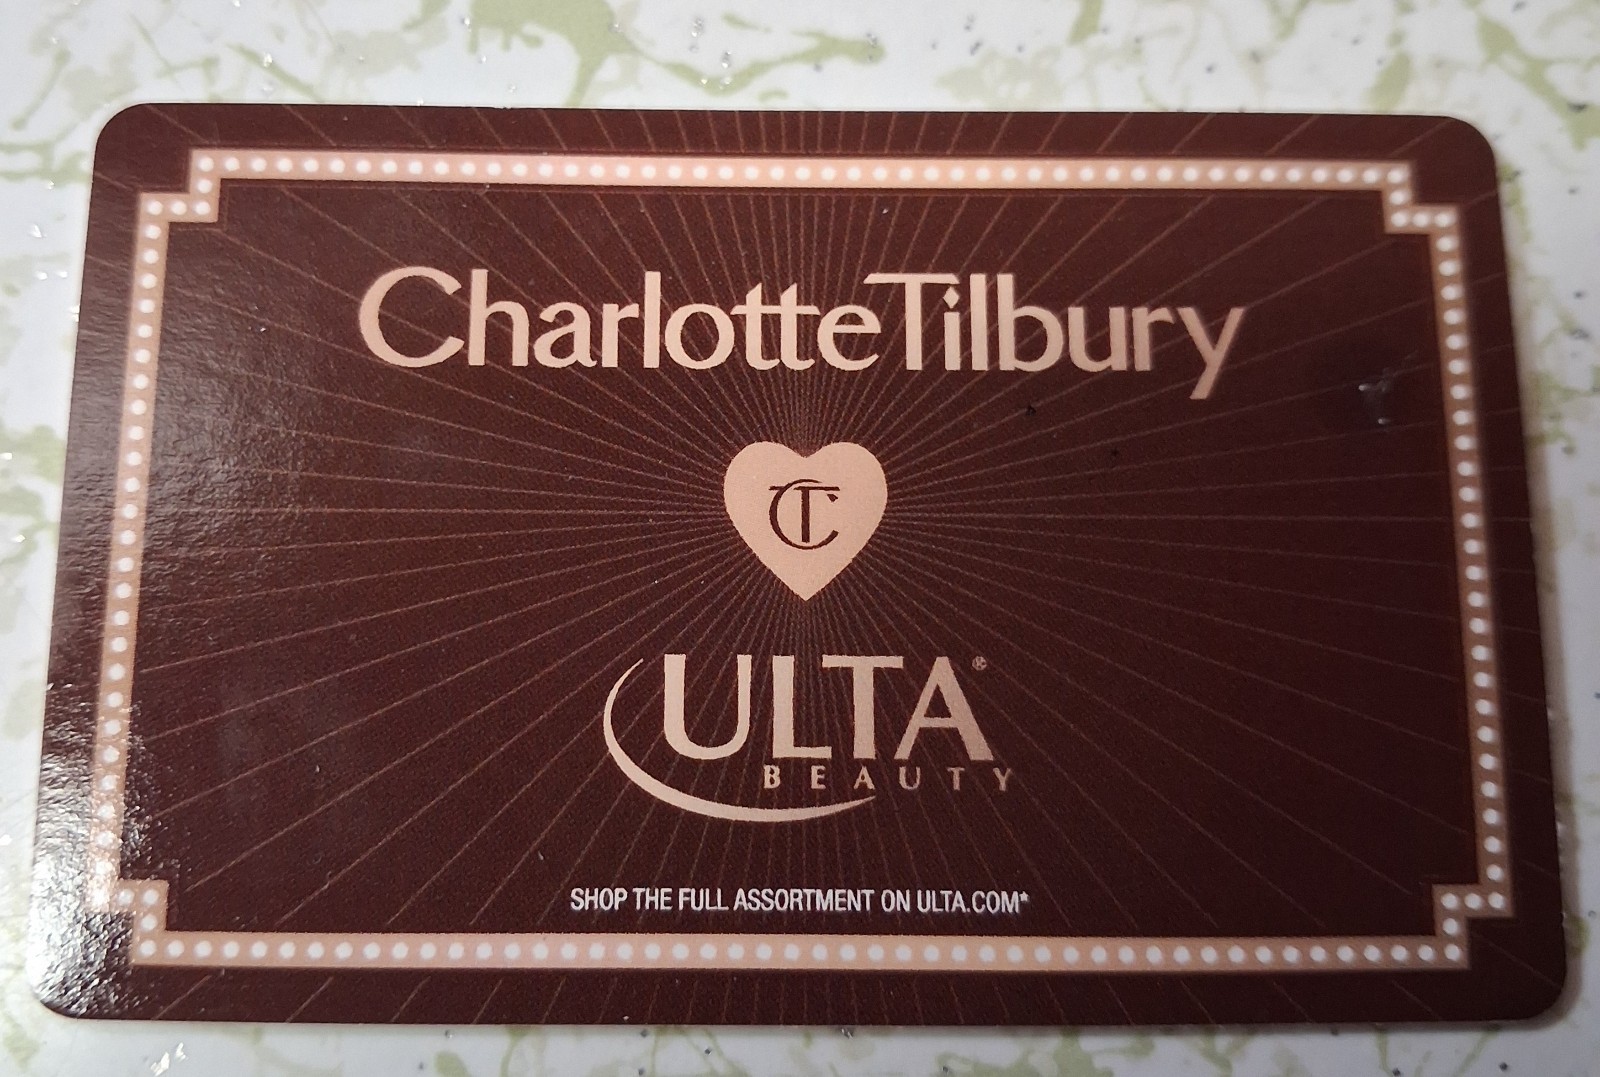 CharlotteTilbury
CT
ULTA®
BEAUTY
SHOP THE FULL ASSORTMENT ON ULTA.COM*